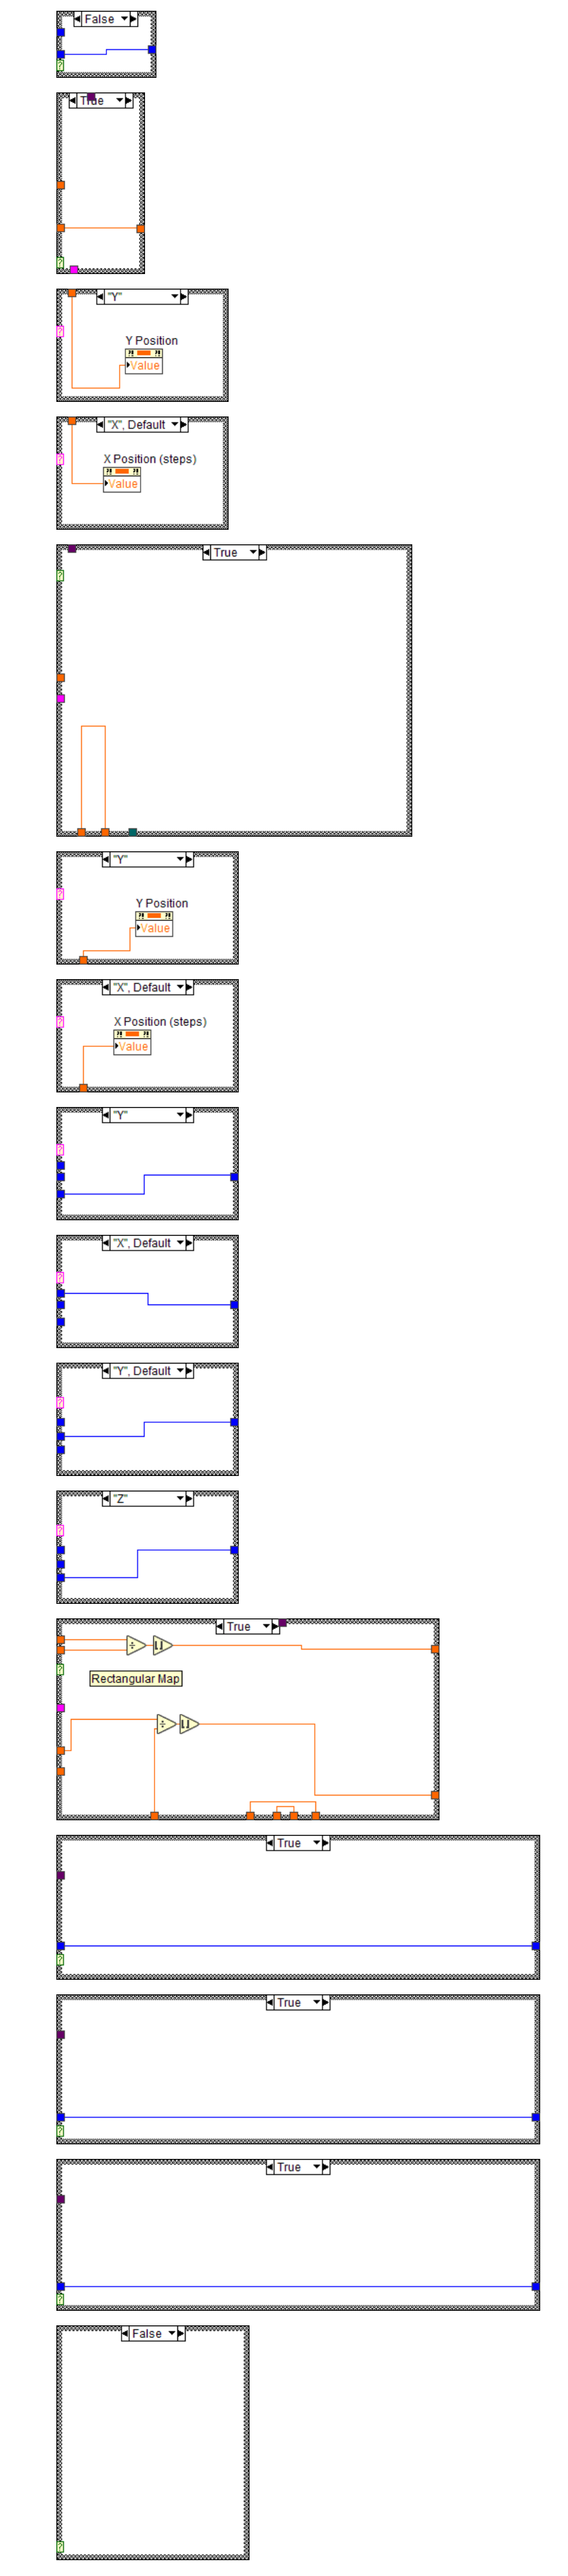 False
True
"Y"
Y Position
Value
"X", Default
X Position (steps)
Value
True
"Y"
Y Position
Value
"X", Default
X Position (steps)
Value
"Y"
"X", Default
"Y", Default
"Z"
True
Rectangular Map
True
True
True
False